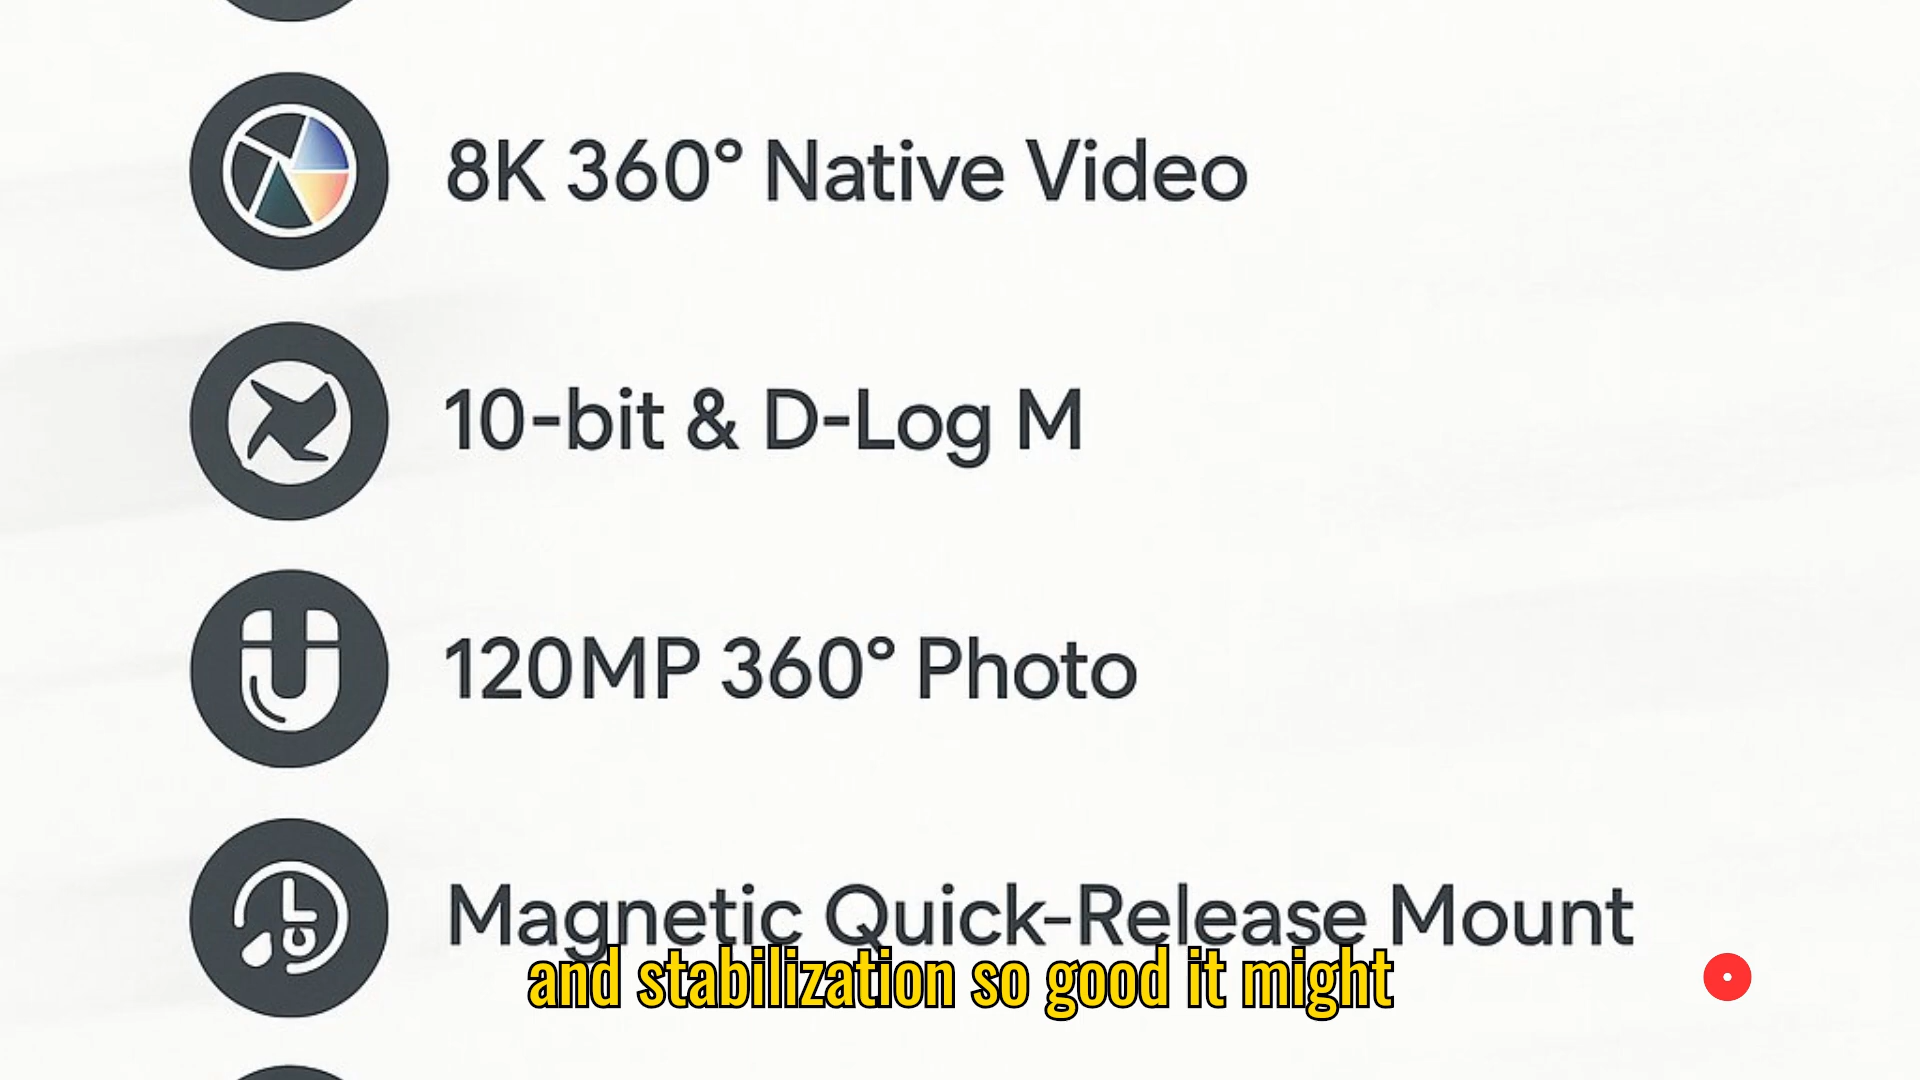 8K 360° Native Video
10-bit & D-Log M
120MP 360° Photo
Magnetic Quick-Release Mount
and stabilization so good it might